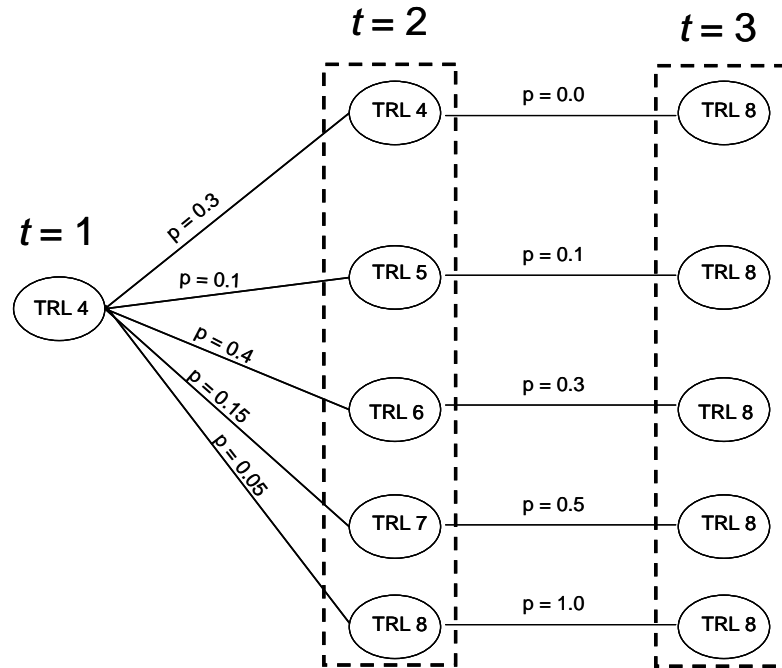 t = 2
t = 3
TRL 4
p = 0.0
TRL 8
p = 0.3
t = 1
TRL 5
p = 0.1
TRL 8
p = 0.1
TRL 4
p = 0.4
TRL 6
p = 0.3
TRL 8
p = 0.15
p = 0.05
TRL 7
p = 0.5
TRL 8
TRL 8
p = 1.0
TRL 8